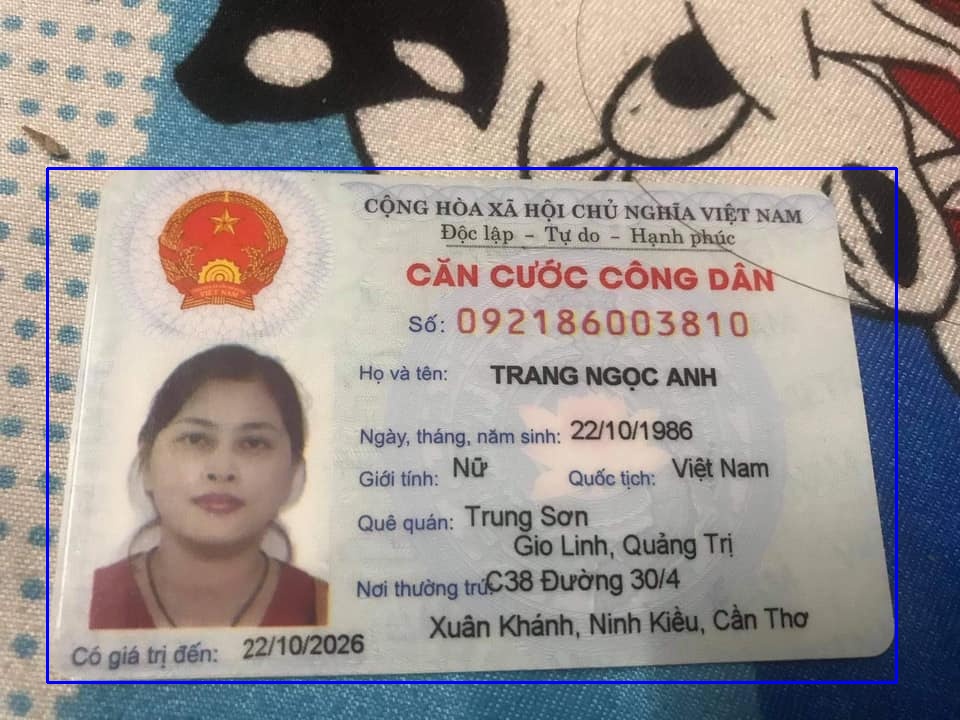 CỘNG HÒA XÃ HỘI CHỦ NGHĨA VIỆT NAM
Độc lập - Tự do - Hạnh phúc
CĂN CƯỚC CÔNG DÂN
Số: 092186003810
Họ và tên: TRANG NGỌC ANH
Ngày, tháng, năm sinh: 22/10/1986
Giới tính: Nữ Quốc tịch: Việt Nam
Quê quán: Trung Sơn
Gio Linh, Quảng Trị
Nơi thường trú: C38 Đường 30/4
Xuân Khánh, Ninh Kiều, Cần Thơ
Có giá trị đến: 22/10/2026